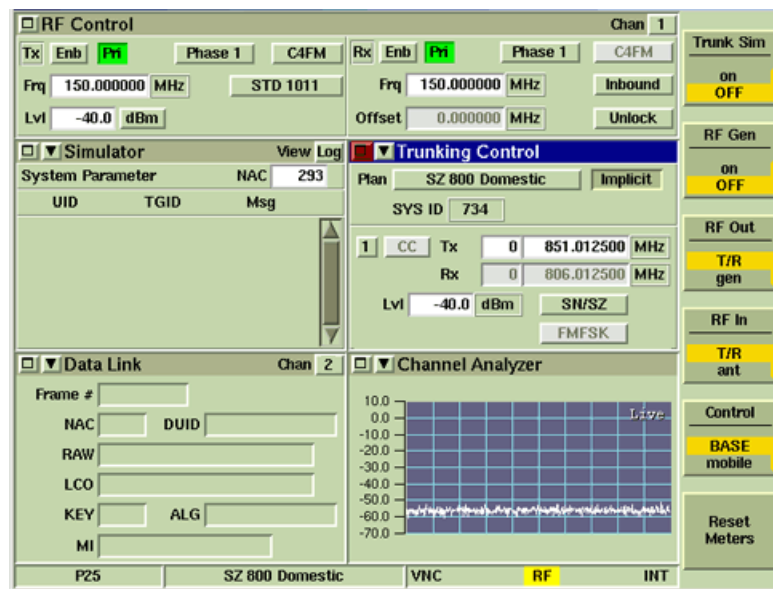 RF Control Chan 1
Tx Enb Pri Phase 1 C4FM
Frq 150.000000 MHz STD 1011
Lvl -40.0 dBm
Rx Enb Pri Phase 1 C4FM
Frq 150.000000 MHz Inbound
Offset 0.000000 MHz Unlock
Simulator View Log
System Parameter NAC 293
UID TGID Msg
Trunking Control
Plan SZ 800 Domestic Implicit
SYS ID 734
1 CC Tx 0 851.012500 MHz
Rx 0 806.012500 MHz
Lvl -40.0 dBm SN/SZ
FMFSK
Data Link Chan 2
Frame #
NAC DUID
RAW
LCO
KEY ALG
MI
Channel Analyzer
Live
10.0
0.0
-10.0
-20.0
-30.0
-40.0
-50.0
-60.0
-70.0
Trunk Sim
on
OFF
RF Gen
on
OFF
RF Out
T/R
gen
RF In
T/R
ant
Control
BASE
mobile
Reset
Meters
P25 SZ 800 Domestic VNC RF INT